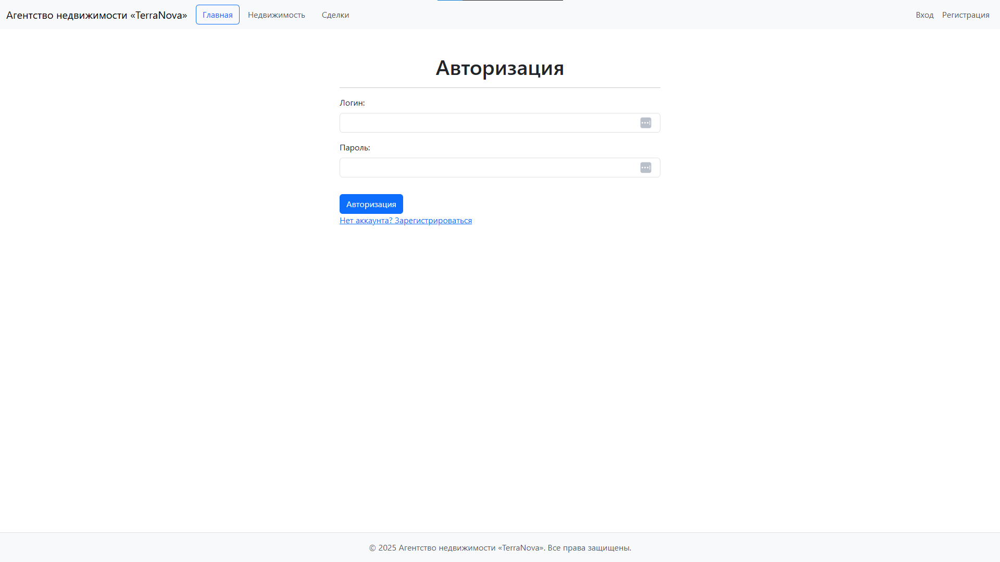 Агентство недвижимости «TerraNova» Главная Недвижимость Сделки Вход Регистрация
Авторизация
Логин:
Пароль:
Авторизация
Нет аккаунта? Зарегистрироваться
© 2025 Агентство недвижимости «TerraNova». Все права защищены.